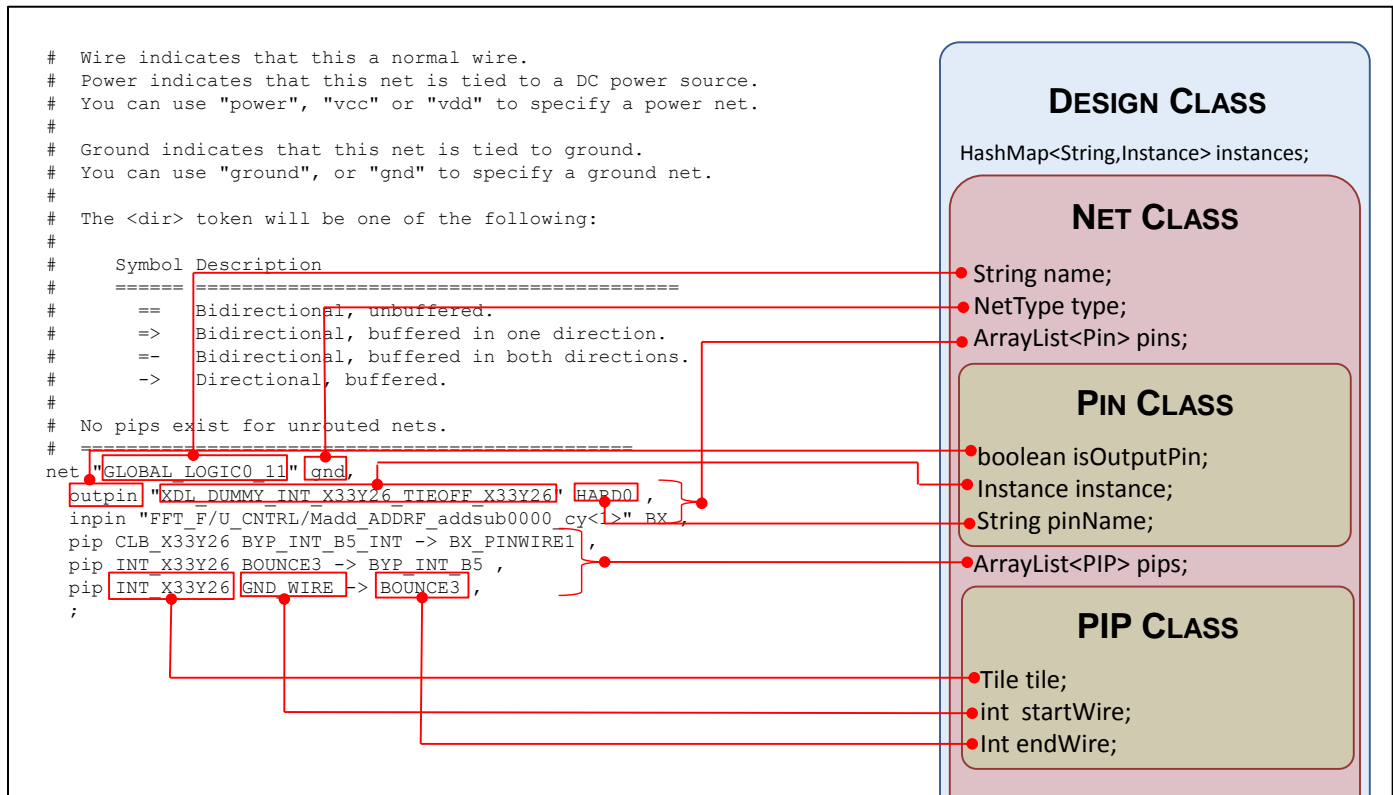 #  Wire indicates that this a normal wire.
#  Power indicates that this net is tied to a DC power source.
#  You can use "power", "vcc" or "vdd" to specify a power net.
#
#  Ground indicates that this net is tied to ground.
#  You can use "ground", or "gnd" to specify a ground net.
#
#  The <dir> token will be one of the following:
#
#     Symbol Description
#     ====== ==========================================
#       ==   Bidirectional, unbuffered.
#       =>   Bidirectional, buffered in one direction.
#       =-   Bidirectional, buffered in both directions.
#       ->   Directional, buffered.
#
#  No pips exist for unrouted nets.
#  ================================================
net "GLOBAL_LOGIC0_11" gnd,
  outpin "XDL_DUMMY_INT_X33Y26_TIEOFF_X33Y26" HARD0 ,
  inpin "FFT_F/U_CNTRL/Madd_ADDRF_addsub0000_cy<1>" BX ,
  pip CLB_X33Y26 BYP_INT_B5_INT -> BX_PINWIRE1 ,
  pip INT_X33Y26 BOUNCE3 -> BYP_INT_B5 ,
  pip INT_X33Y26 GND_WIRE -> BOUNCE3 ,
  ;
DESIGN CLASS
HashMap<String,Instance> instances;
NET CLASS
String name;
NetType type;
ArrayList<Pin> pins;
PIN CLASS
boolean isOutputPin;
Instance instance;
String pinName;
ArrayList<PIP> pips;
PIP CLASS
Tile tile;
int  startWire;
Int endWire;